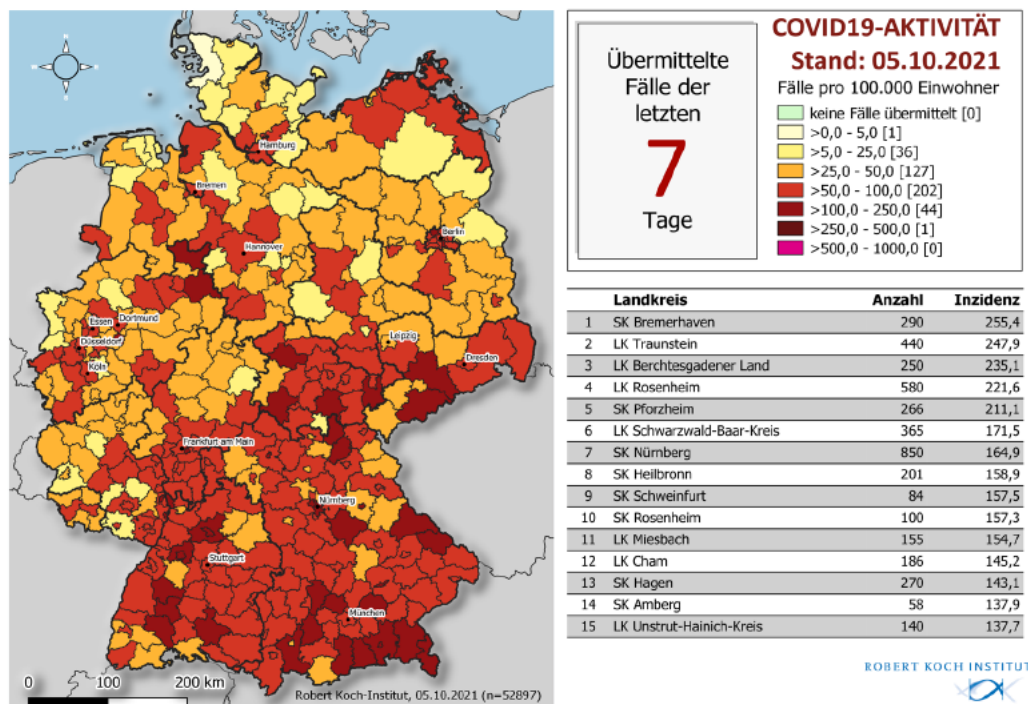 COVID19-AKTIVITÄT
Stand: 05.10.2021
Übermittelte
Fälle der
letzten
7
Tage
Fälle pro 100.000 Einwohner
keine Fälle übermittelt [0]
>0,0 - 5,0 [1]
>5,0 - 25,0 [36]
>25,0 - 50,0 [127]
>50,0 - 100,0 [202]
>100,0 - 250,0 [44]
>250,0 - 500,0 [1]
>500,0 - 1000,0 [0]
Hamburg
Bremen
Berlin
Hannover
Essen
Dortmund
Düsseldorf
Leipzig
Köln
Dresden
Frankfurt am Main
Nürnberg
Stuttgart
München
0 100 200 km
Robert Koch-Institut, 05.10.2021 (n=52897)
Landkreis Anzahl Inzidenz
1 SK Bremerhaven 290 255,4
2 LK Traunstein 440 247,9
3 LK Berchtesgadener Land 250 235,1
4 LK Rosenheim 580 221,6
5 SK Pforzheim 266 211,1
6 LK Schwarzwald-Baar-Kreis 365 171,5
7 SK Nürnberg 850 164,9
8 SK Heilbronn 201 158,9
9 SK Schweinfurt 84 157,5
10 SK Rosenheim 100 157,3
11 LK Miesbach 155 154,7
12 LK Cham 186 145,2
13 SK Hagen 270 143,1
14 SK Amberg 58 137,9
15 LK Unstrut-Hainich-Kreis 140 137,7
ROBERT KOCH INSTITUT